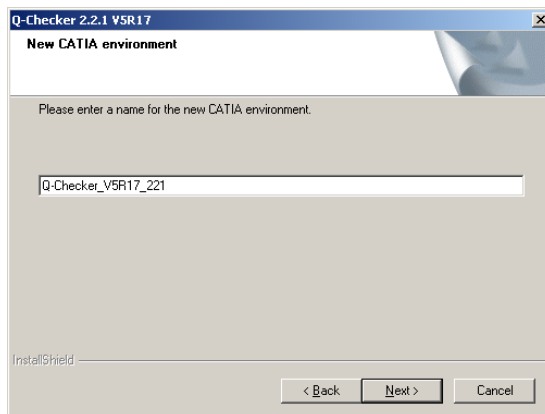 Q-Checker 2.2.1 V5R17
New CATIA environment
Please enter a name for the new CATIA environment.
Q-Checker_V5R17_221
InstallShield
< Back
Next >
Cancel